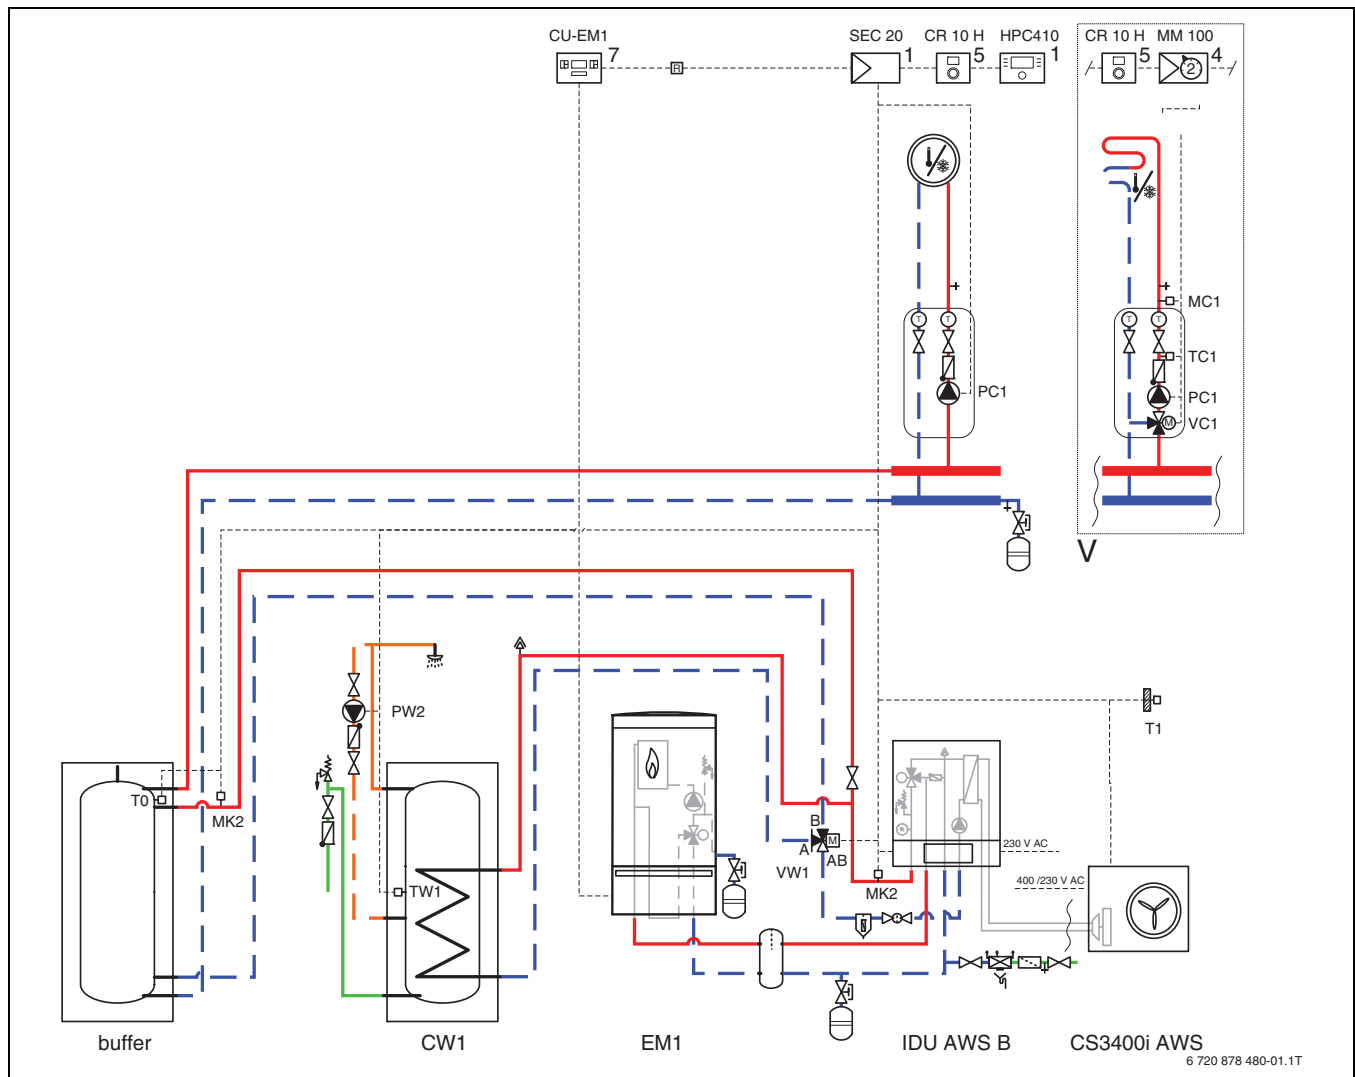 CU-EM1
7
R
SEC 20
1
CR 10 H
5
HPC410
1
CR 10 H
5
MM 100
4
2
MC1
T
T
T
T
TC1
PC1
PC1
VC1
M
V
PW2
T1
T0
MK2
TW1
B
A
M
AB
VW1
MK2
230 V AC
400 /230 V AC
buffer
CW1
EM1
IDU AWS B
CS3400i AWS
6 720 878 480-01.1T